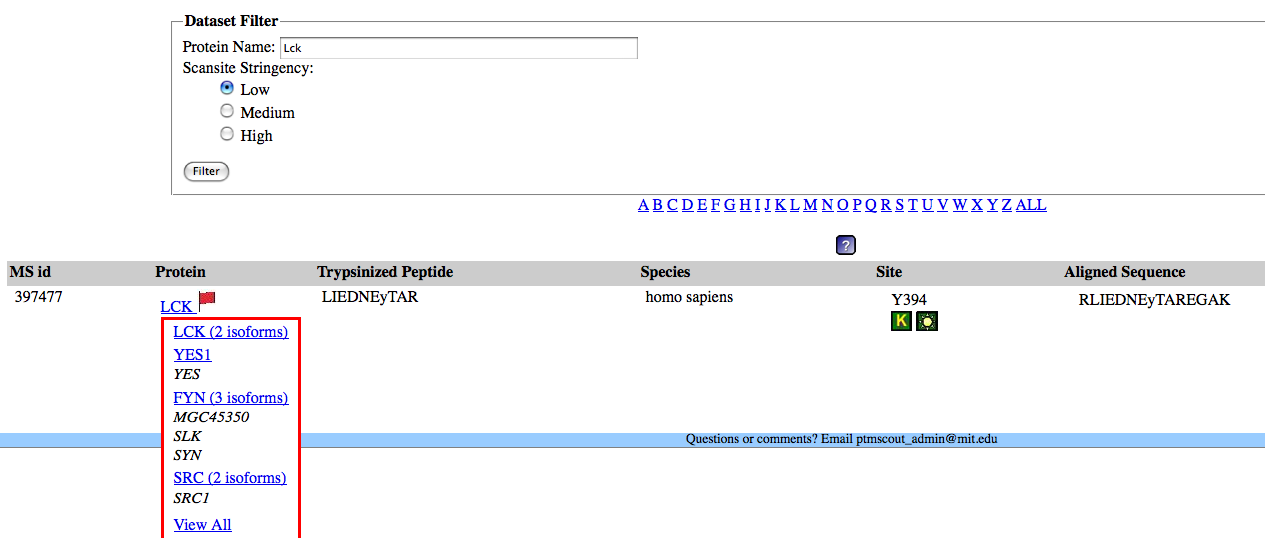 Dataset Filter
Protein Name: Lck
Scansite Stringency:
Low
Medium
High
Filter
A B C D E F G H I J K L M N O P Q R S T U V W X Y Z ALL
?
MS id Protein Trypsinized Peptide Species Site Aligned Sequence
397477 LCK LIEDNEyTAR homo sapiens Y394 RLIEDNEyTAREGAK
K
LCK (2 isoforms)
YES1
YES
FYN (3 isoforms)
MGC45350
SLK
SYN
SRC (2 isoforms)
SRC1
View All
Questions or comments? Email ptmscout_admin@mit.edu